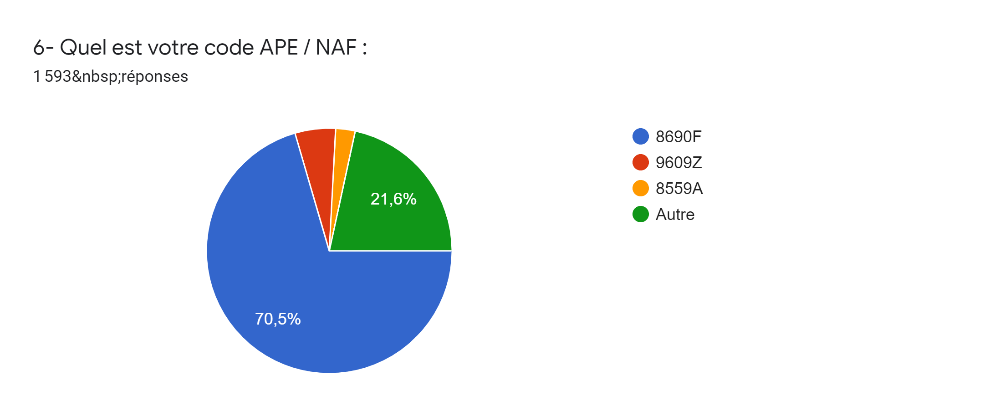 6- Quel est votre code APE / NAF :
1 593&nbsp;réponses
8690F
9609Z
8559A
Autre
21,6%
70,5%